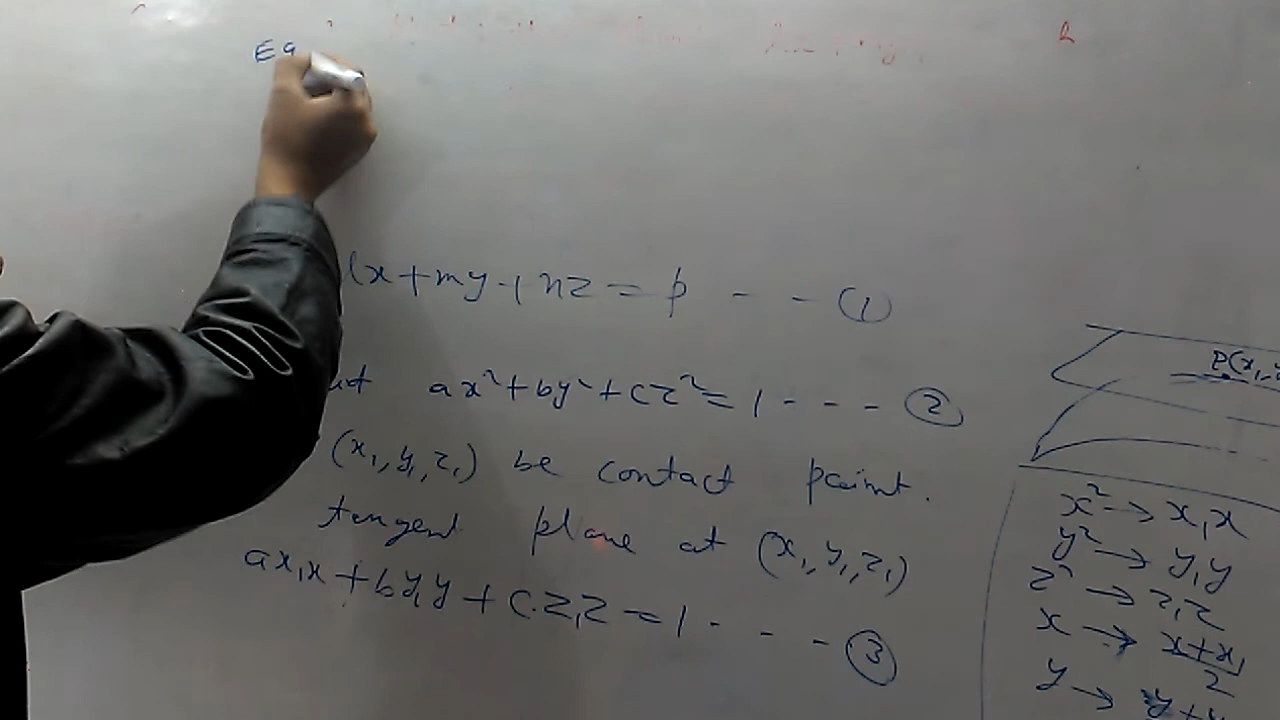 Eq
lx + my + nz = p - - (1)
ax² + by² + cz² = 1 - - - (2)
(x₁, y₁, z₁) be contact point.
tangent plane at (x₁, y₁, z₁)
ax₁x + by₁y + cz₁z = 1 - - - (3)
P(x₁,
x² → x₁x
y² → y₁y
z² → z₁z
x → x+x₁/2
y → y+